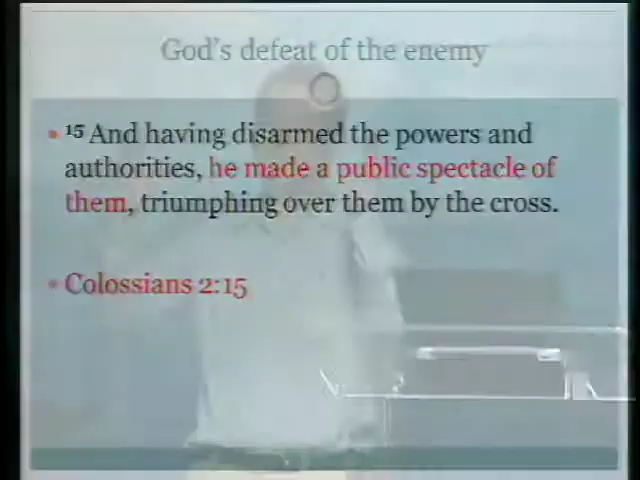 God's defeat of the enemy
• ¹⁵ And having disarmed the powers and
authorities, he made a public spectacle of
them, triumphing over them by the cross.
• Colossians 2:15